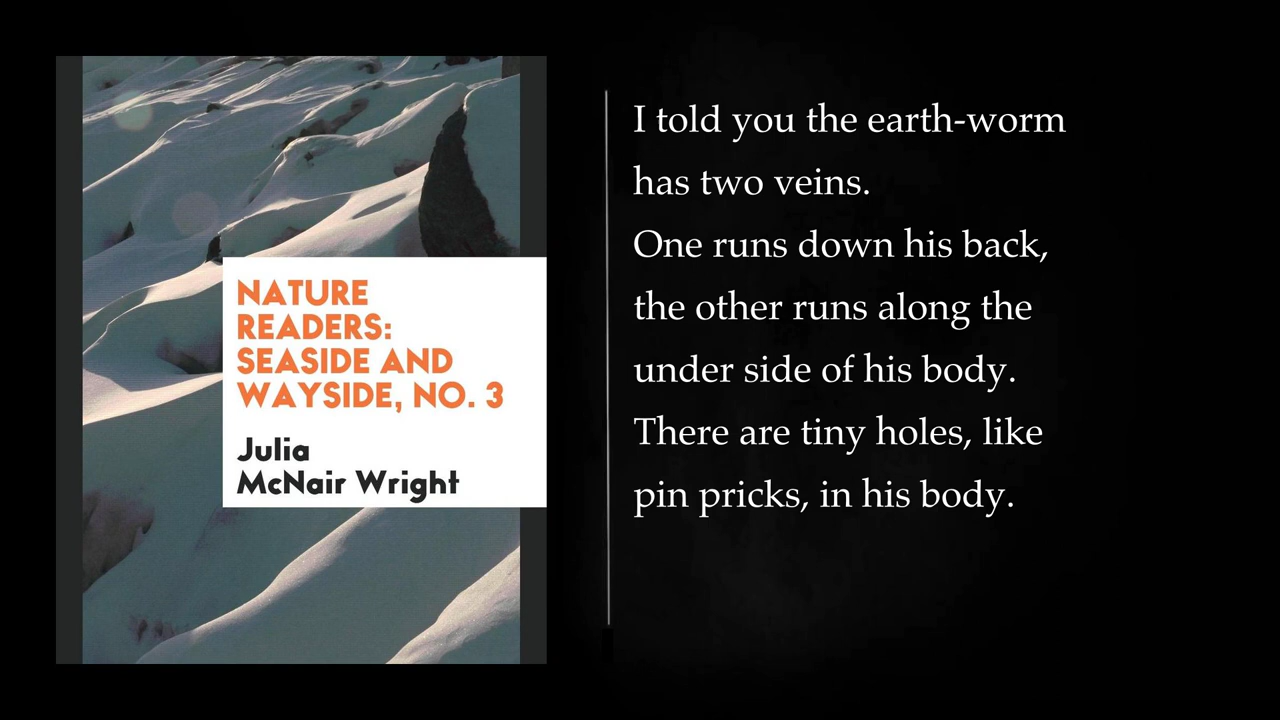 NATURE
READERS:
SEASIDE AND
WAYSIDE, NO. 3
Julia
McNair Wright
I told you the earth-worm
has two veins.
One runs down his back,
the other runs along the
under side of his body.
There are tiny holes, like
pin pricks, in his body.